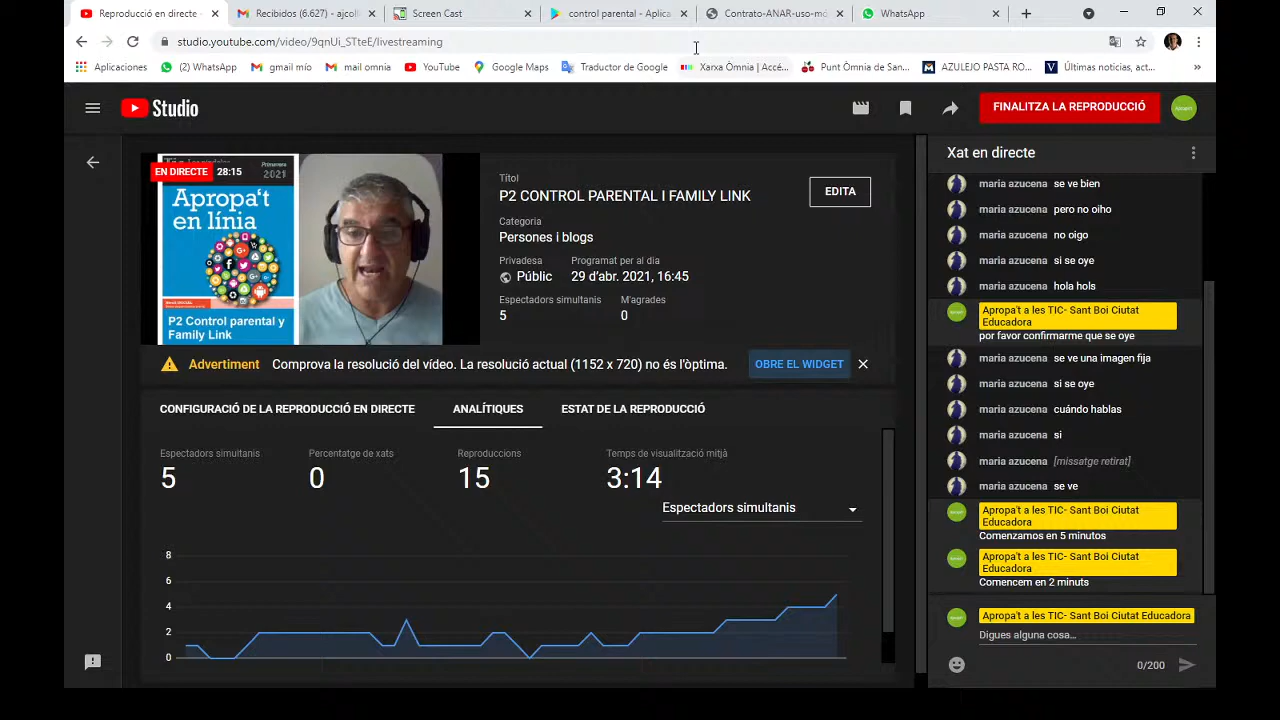 Reproducció en directe -
Recibidos (6.627) - ajcoll
Screen Cast
control parental - Aplica
Contrato-ANAR-uso-mó
WhatsApp
studio.youtube.com/video/9qnUi_STteE/livestreaming
Aplicaciones
(2) WhatsApp
gmail mío
mail omnia
YouTube
Google Maps
Traductor de Google
Xarxa Òmnia | Accé...
Punt Omnia de San...
AZULEJO PASTA RO...
Últimas noticias, act...
»
Studio
FINALITZA LA REPRODUCCIÓ
EN DIRECTE 28:15
Primavera
2021
Apropa't
en línia
P2 Control parental y
Family Link
Títol
P2 CONTROL PARENTAL I FAMILY LINK
EDITA
Categoria
Persones i blogs
Privadesa
Públic
Programat per al dia
29 d'abr. 2021, 16:45
Espectadors simultanis
5
M'agrades
0
Advertiment Comprova la resolució del vídeo. La resolució actual (1152 x 720) no és l'òptima.
OBRE EL WIDGET
CONFIGURACIÓ DE LA REPRODUCCIÓ EN DIRECTE
ANALÍTIQUES
ESTAT DE LA REPRODUCCIÓ
Espectadors simultanis
5
Percentatge de xats
0
Reproduccions
15
Temps de visualització mitjà
3:14
Espectadors simultanis
8
6
4
2
0
Xat en directe
maria azucena se ve bien
maria azucena pero no oiho
maria azucena no oigo
maria azucena si se oye
maria azucena hola hols
Apropa't a les TIC- Sant Boi Ciutat
Educadora
por favor confirmarme que se oye
maria azucena se ve una imagen fija
maria azucena si se oye
maria azucena cuándo hablas
maria azucena si
maria azucena [missatge retirat]
maria azucena se ve
Apropa't a les TIC- Sant Boi Ciutat
Educadora
Comenzamos en 5 minutos
Apropa't a les TIC- Sant Boi Ciutat
Educadora
Comencem en 2 minuts
Apropa't a les TIC- Sant Boi Ciutat Educadora
Digues alguna cosa...
0/200